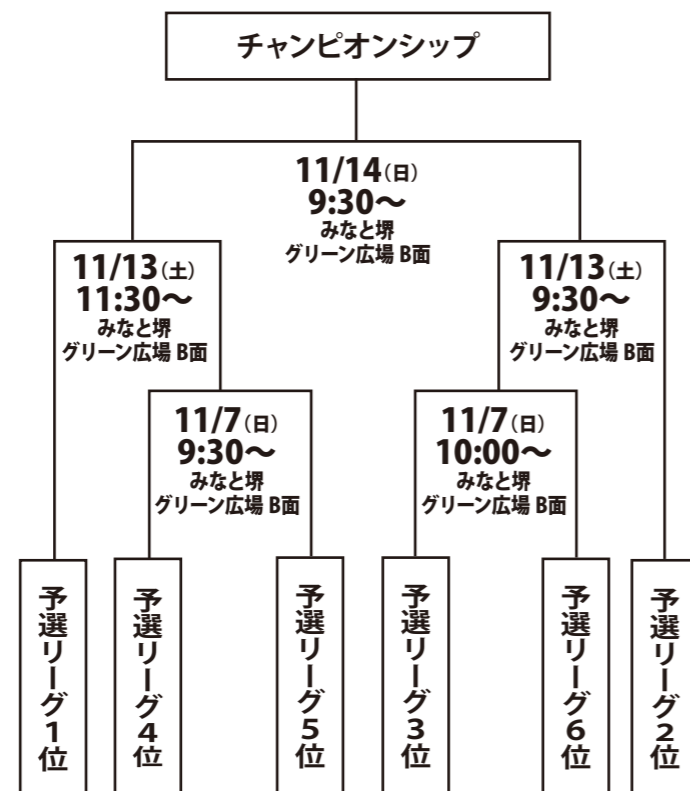 チャンピオンシップ
11/14(日)
9:30〜
みなと堺
グリーン広場 B面
11/13(土)
11:30〜
みなと堺
グリーン広場 B面
11/13(土)
9:30〜
みなと堺
グリーン広場 B面
11/7(日)
9:30〜
みなと堺
グリーン広場 B面
11/7(日)
10:00〜
みなと堺
グリーン広場 B面
予選リーグ1位
予選リーグ4位
予選リーグ5位
予選リーグ3位
予選リーグ6位
予選リーグ2位